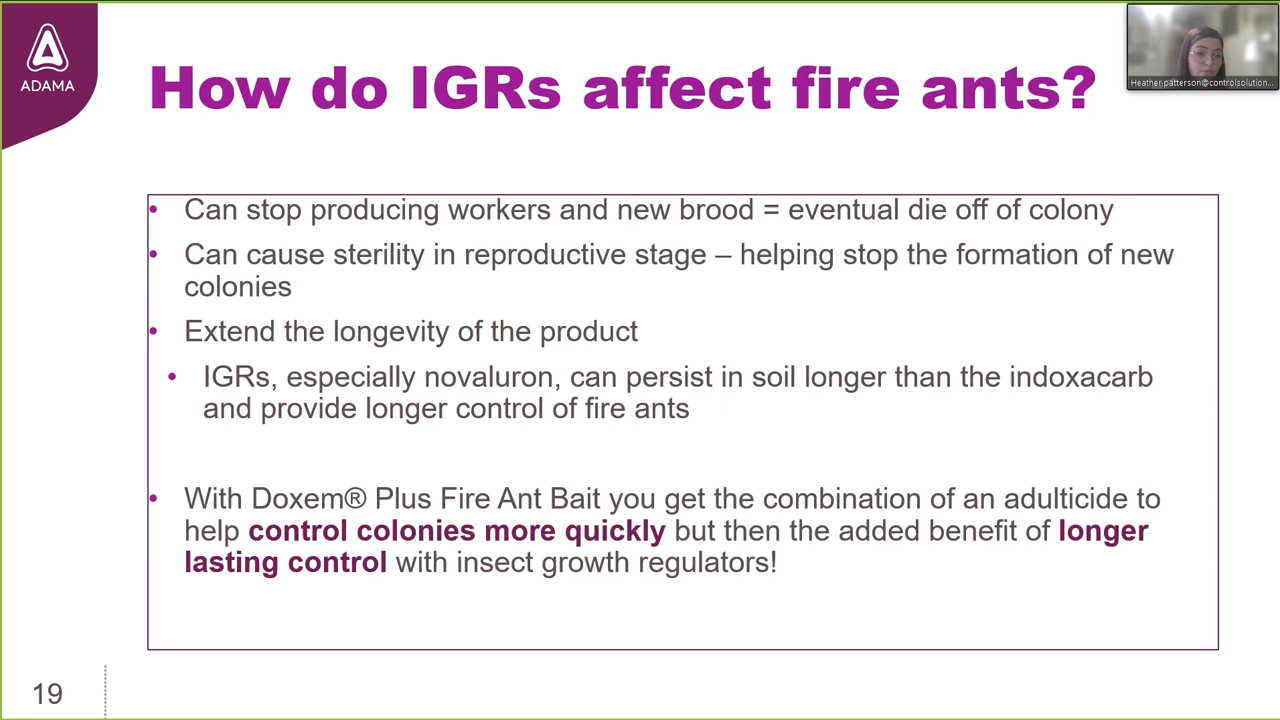 ADAMA
How do IGRs affect fire ants?
Heather.patterson@controlsolution...
• Can stop producing workers and new brood = eventual die off of colony
• Can cause sterility in reproductive stage – helping stop the formation of new
colonies
• Extend the longevity of the product
• IGRs, especially novaluron, can persist in soil longer than the indoxacarb
and provide longer control of fire ants
• With Doxem® Plus Fire Ant Bait you get the combination of an adulticide to
help control colonies more quickly but then the added benefit of longer
lasting control with insect growth regulators!
19